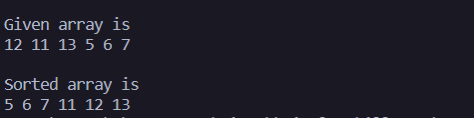 Given array is
12 11 13 5 6 7
Sorted array is
5 6 7 11 12 13